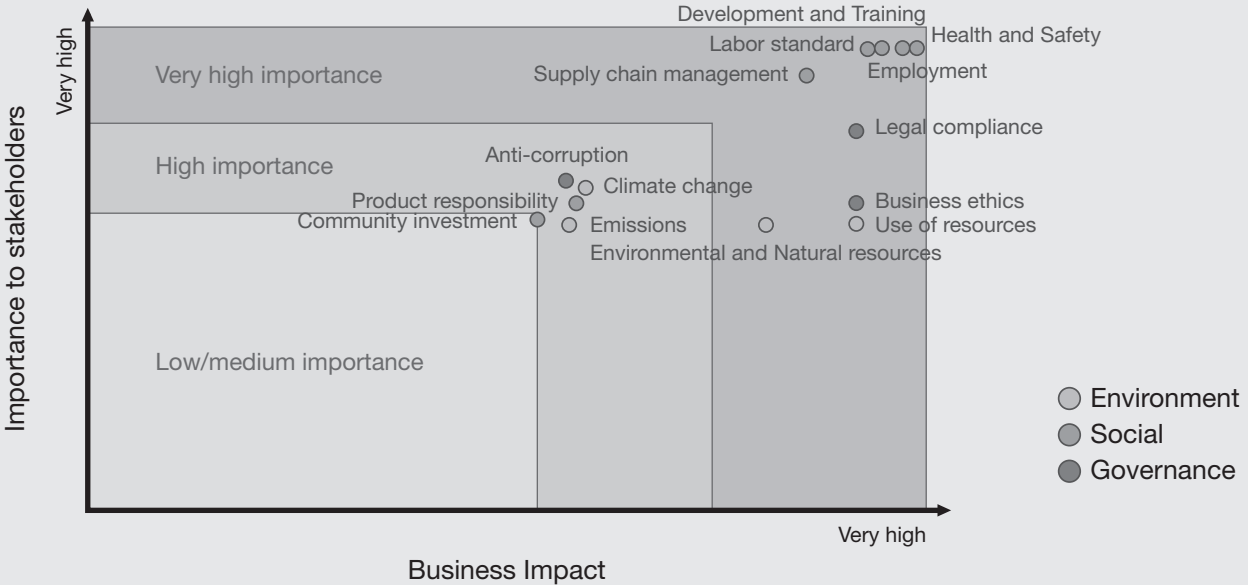 Development and Training
Health and Safety
Labor standard
Employment
Supply chain management
Very high
Very high importance
Legal compliance
Importance to stakeholders
High importance
Anti-corruption
Climate change
Product responsibility
Business ethics
Community investment
Emissions
Use of resources
Environmental and Natural resources
Low/medium importance
Environment
Social
Governance
Very high
Business Impact